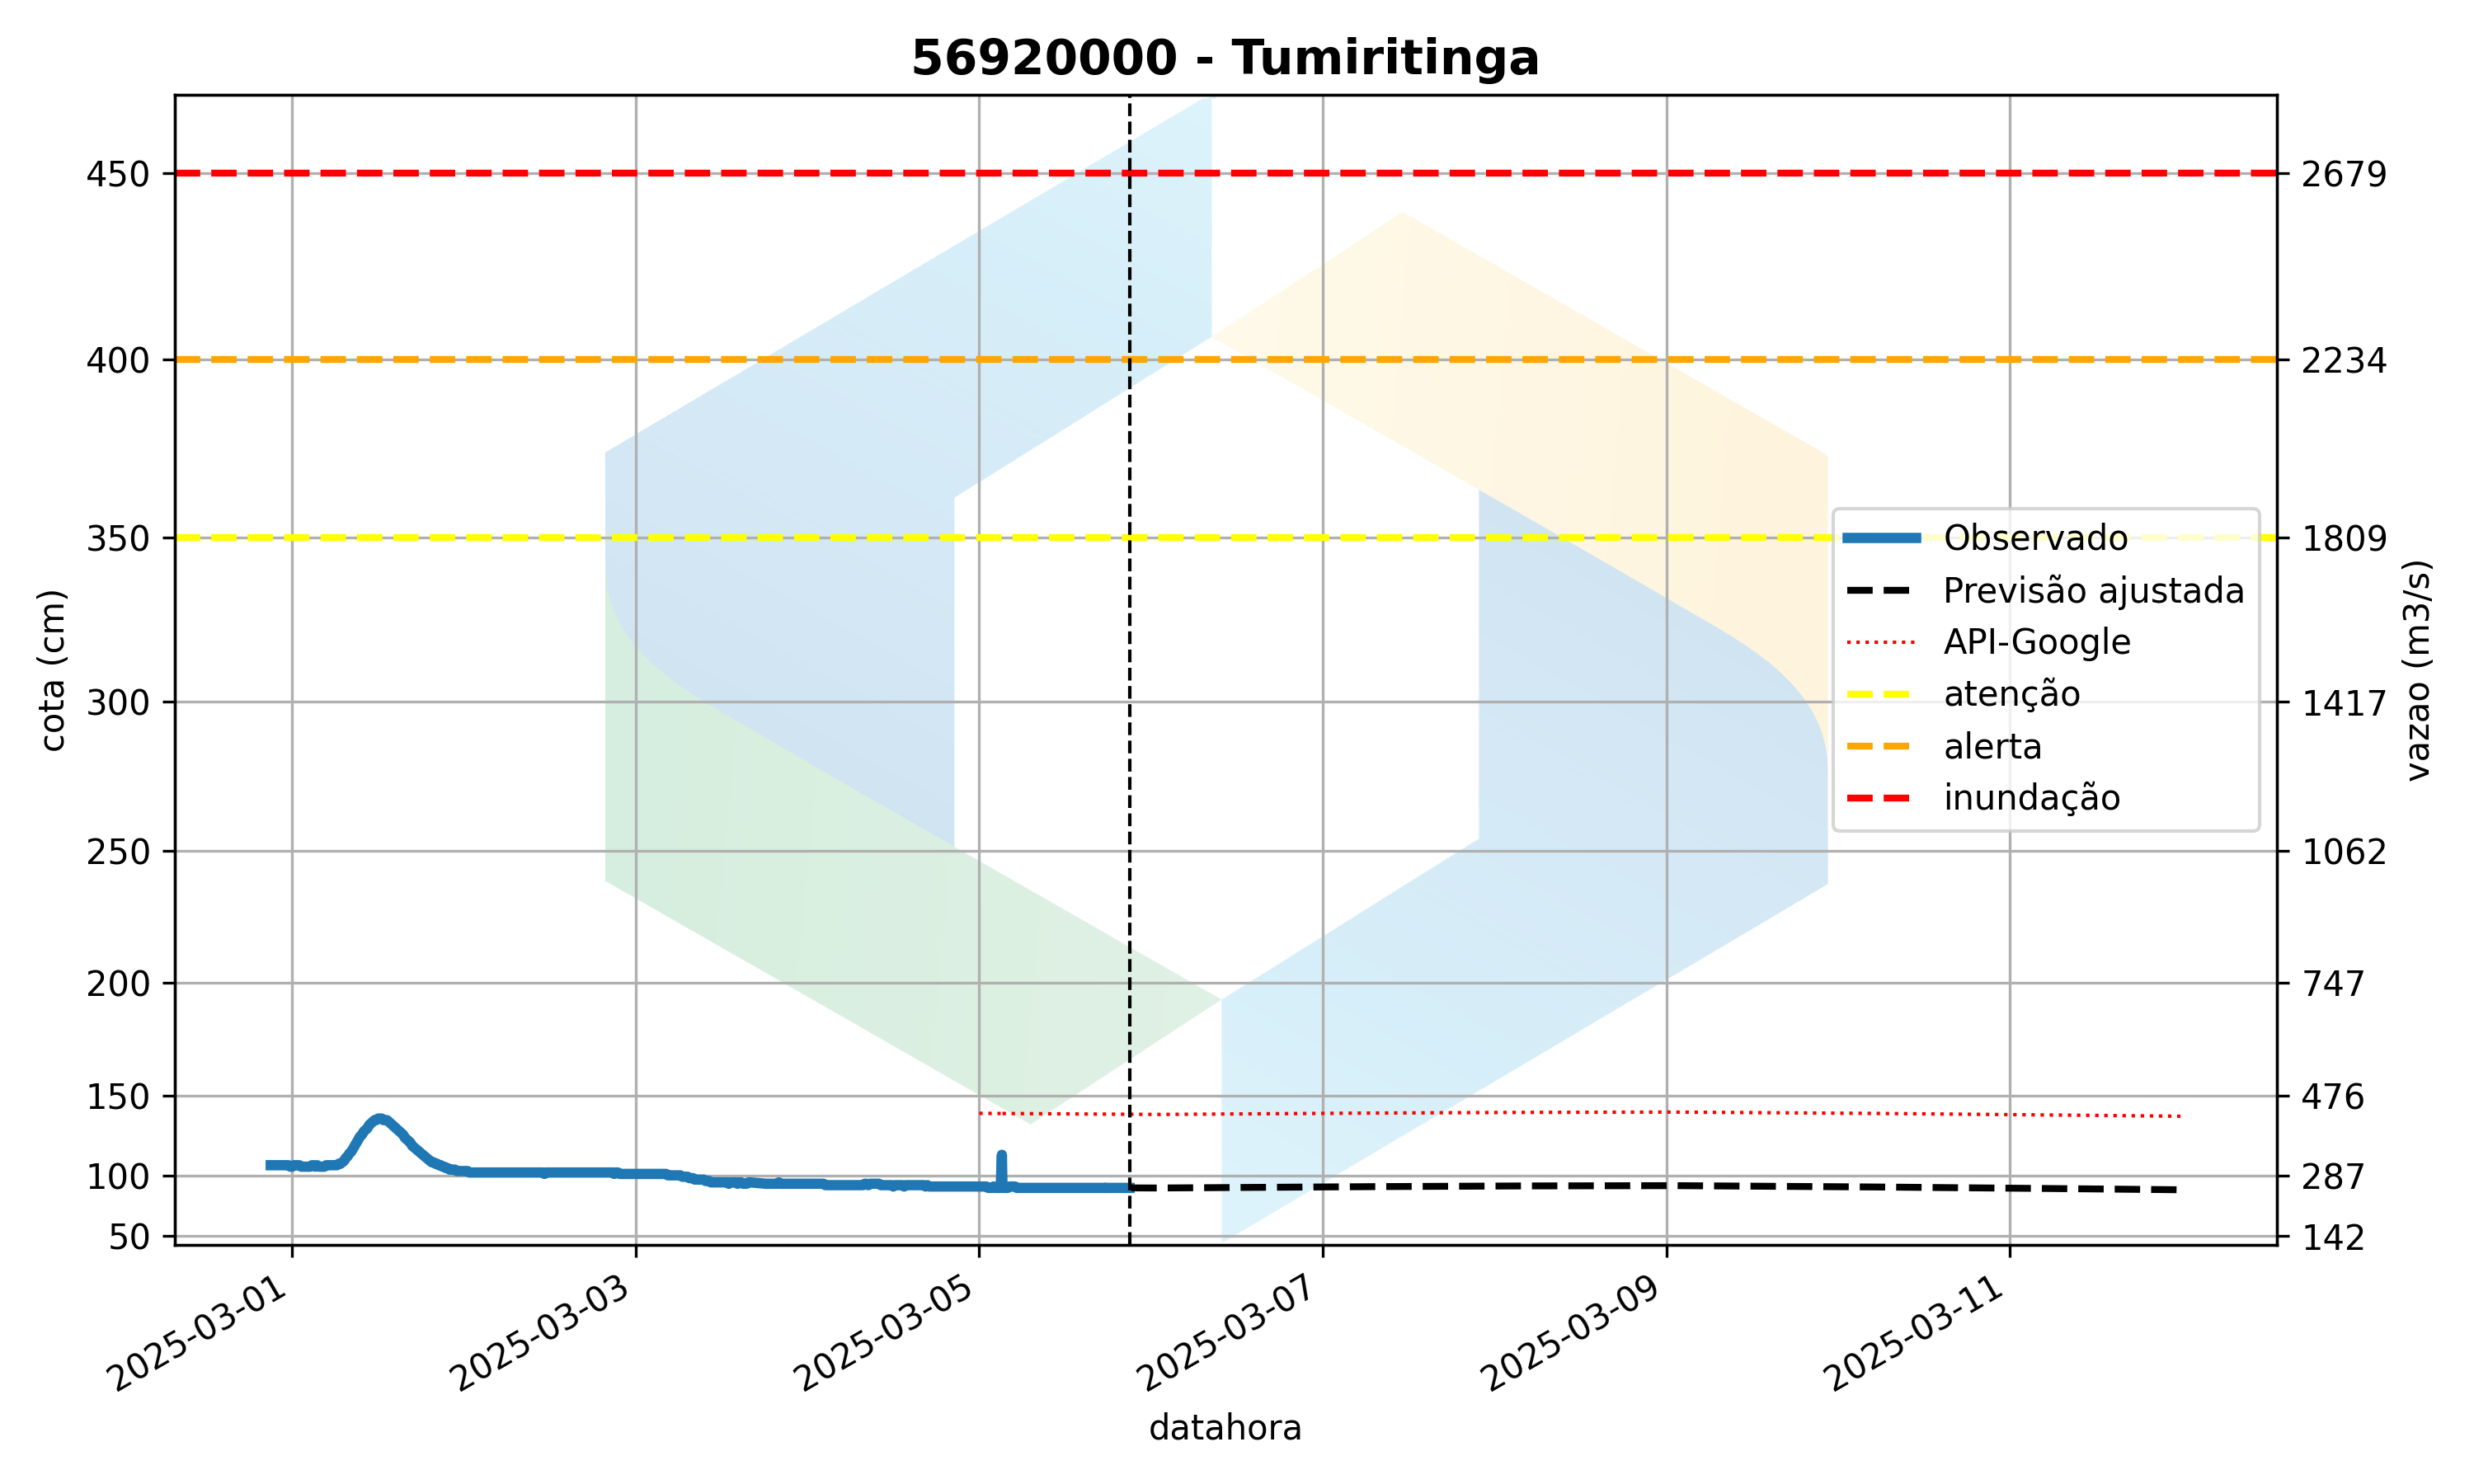 56920000 - Tumiritinga
cota (cm)
450
400
350
300
250
200
150
100
50
2679
2234
1809
1417
1062
747
476
287
142
vazao (m3/s)
Observado
Previsão ajustada
API-Google
atenção
alerta
inundação
2025-03-01
2025-03-03
2025-03-05
2025-03-07
2025-03-09
2025-03-11
datahora